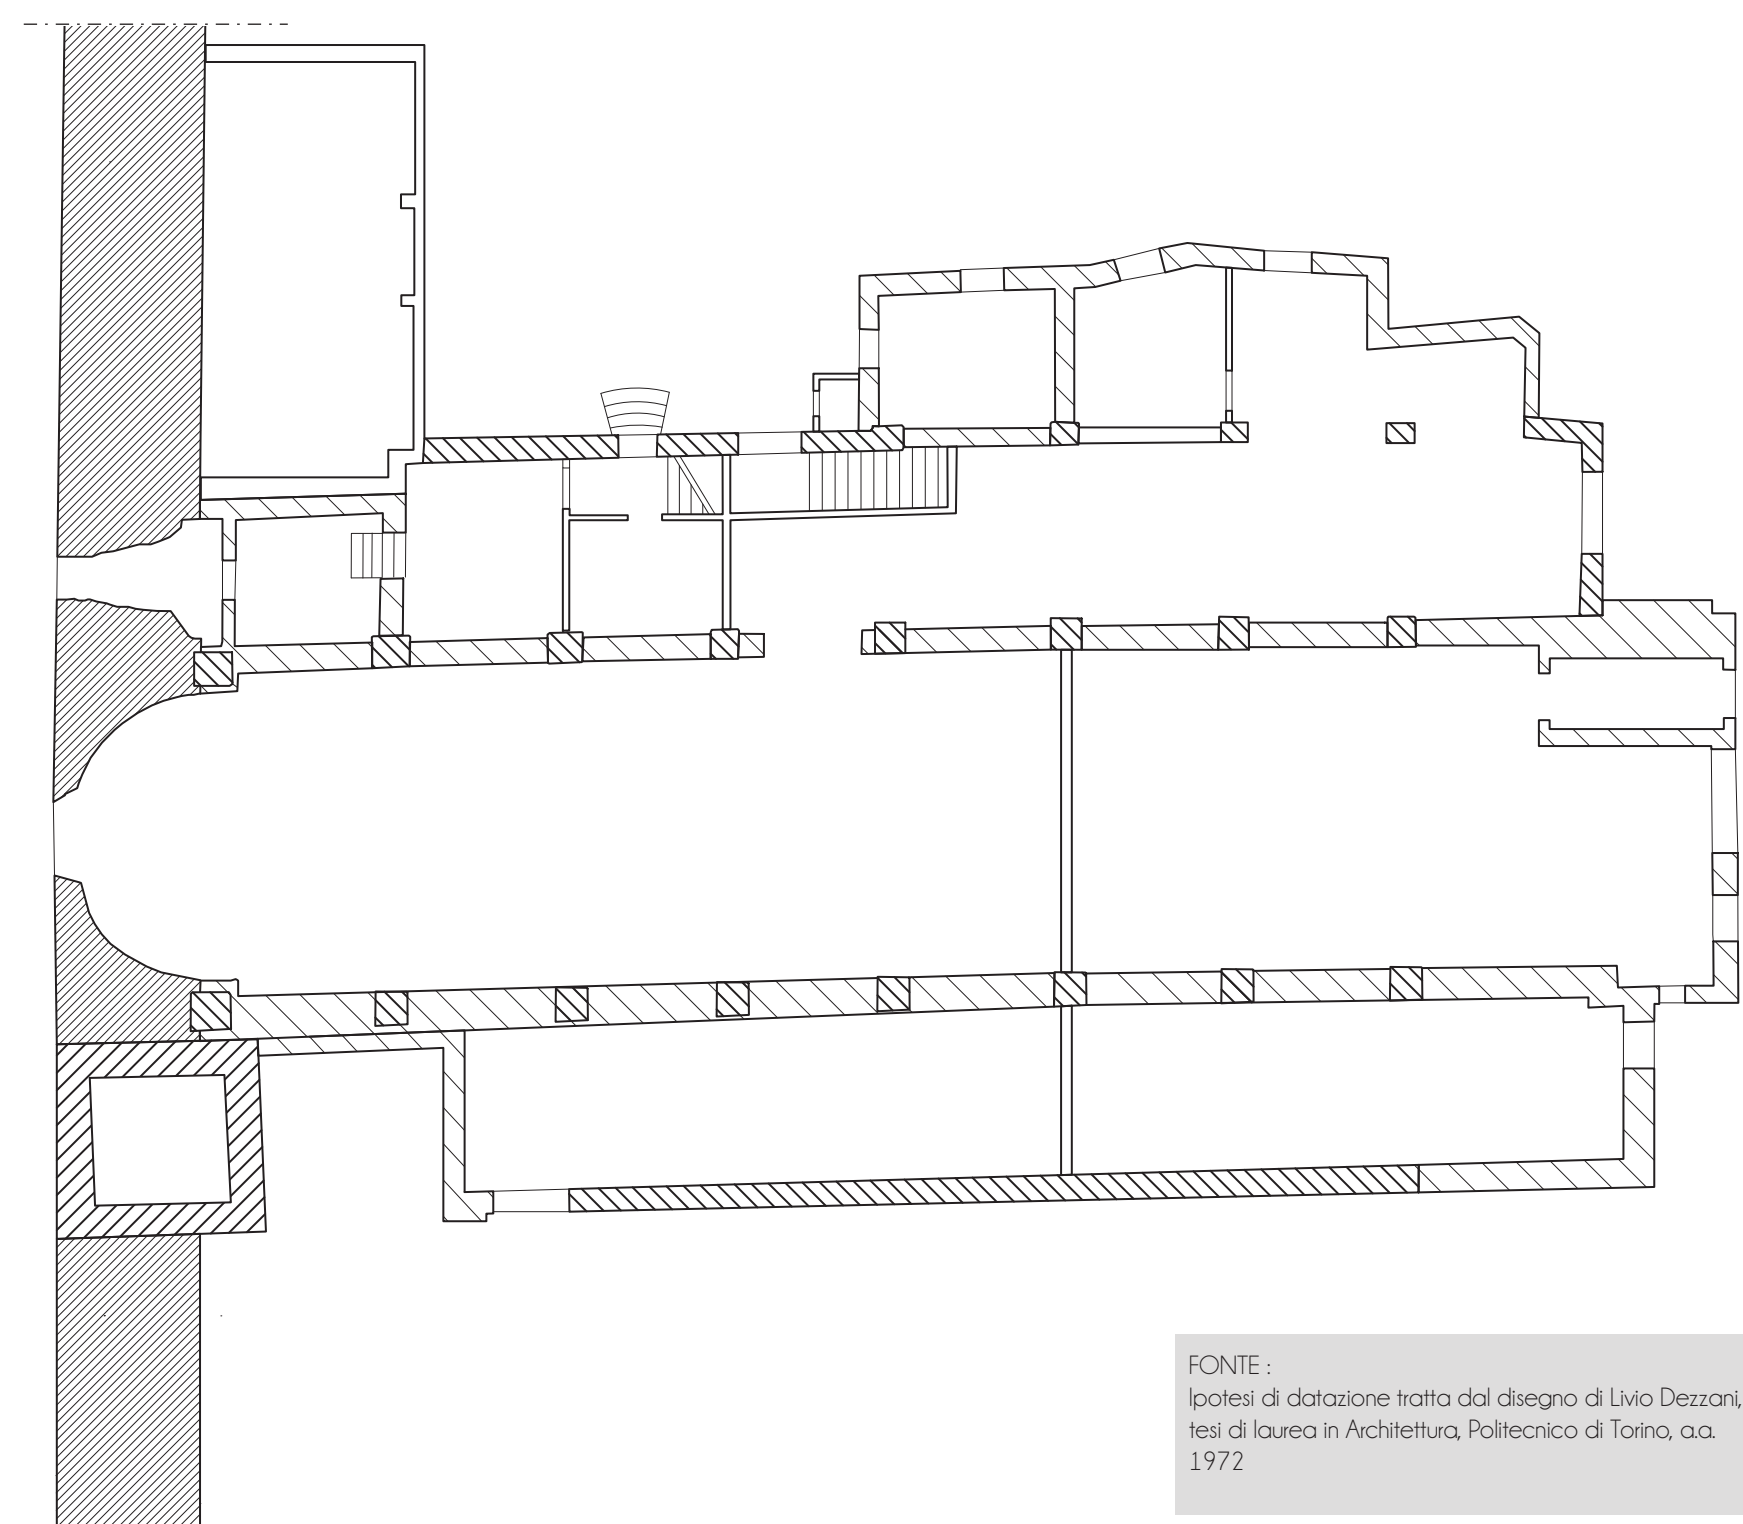 FONTE :
Ipotesi di datazione tratta dal disegno di Livio Dezzani,
tesi di laurea in Architettura, Politecnico di Torino, a.a.
1972